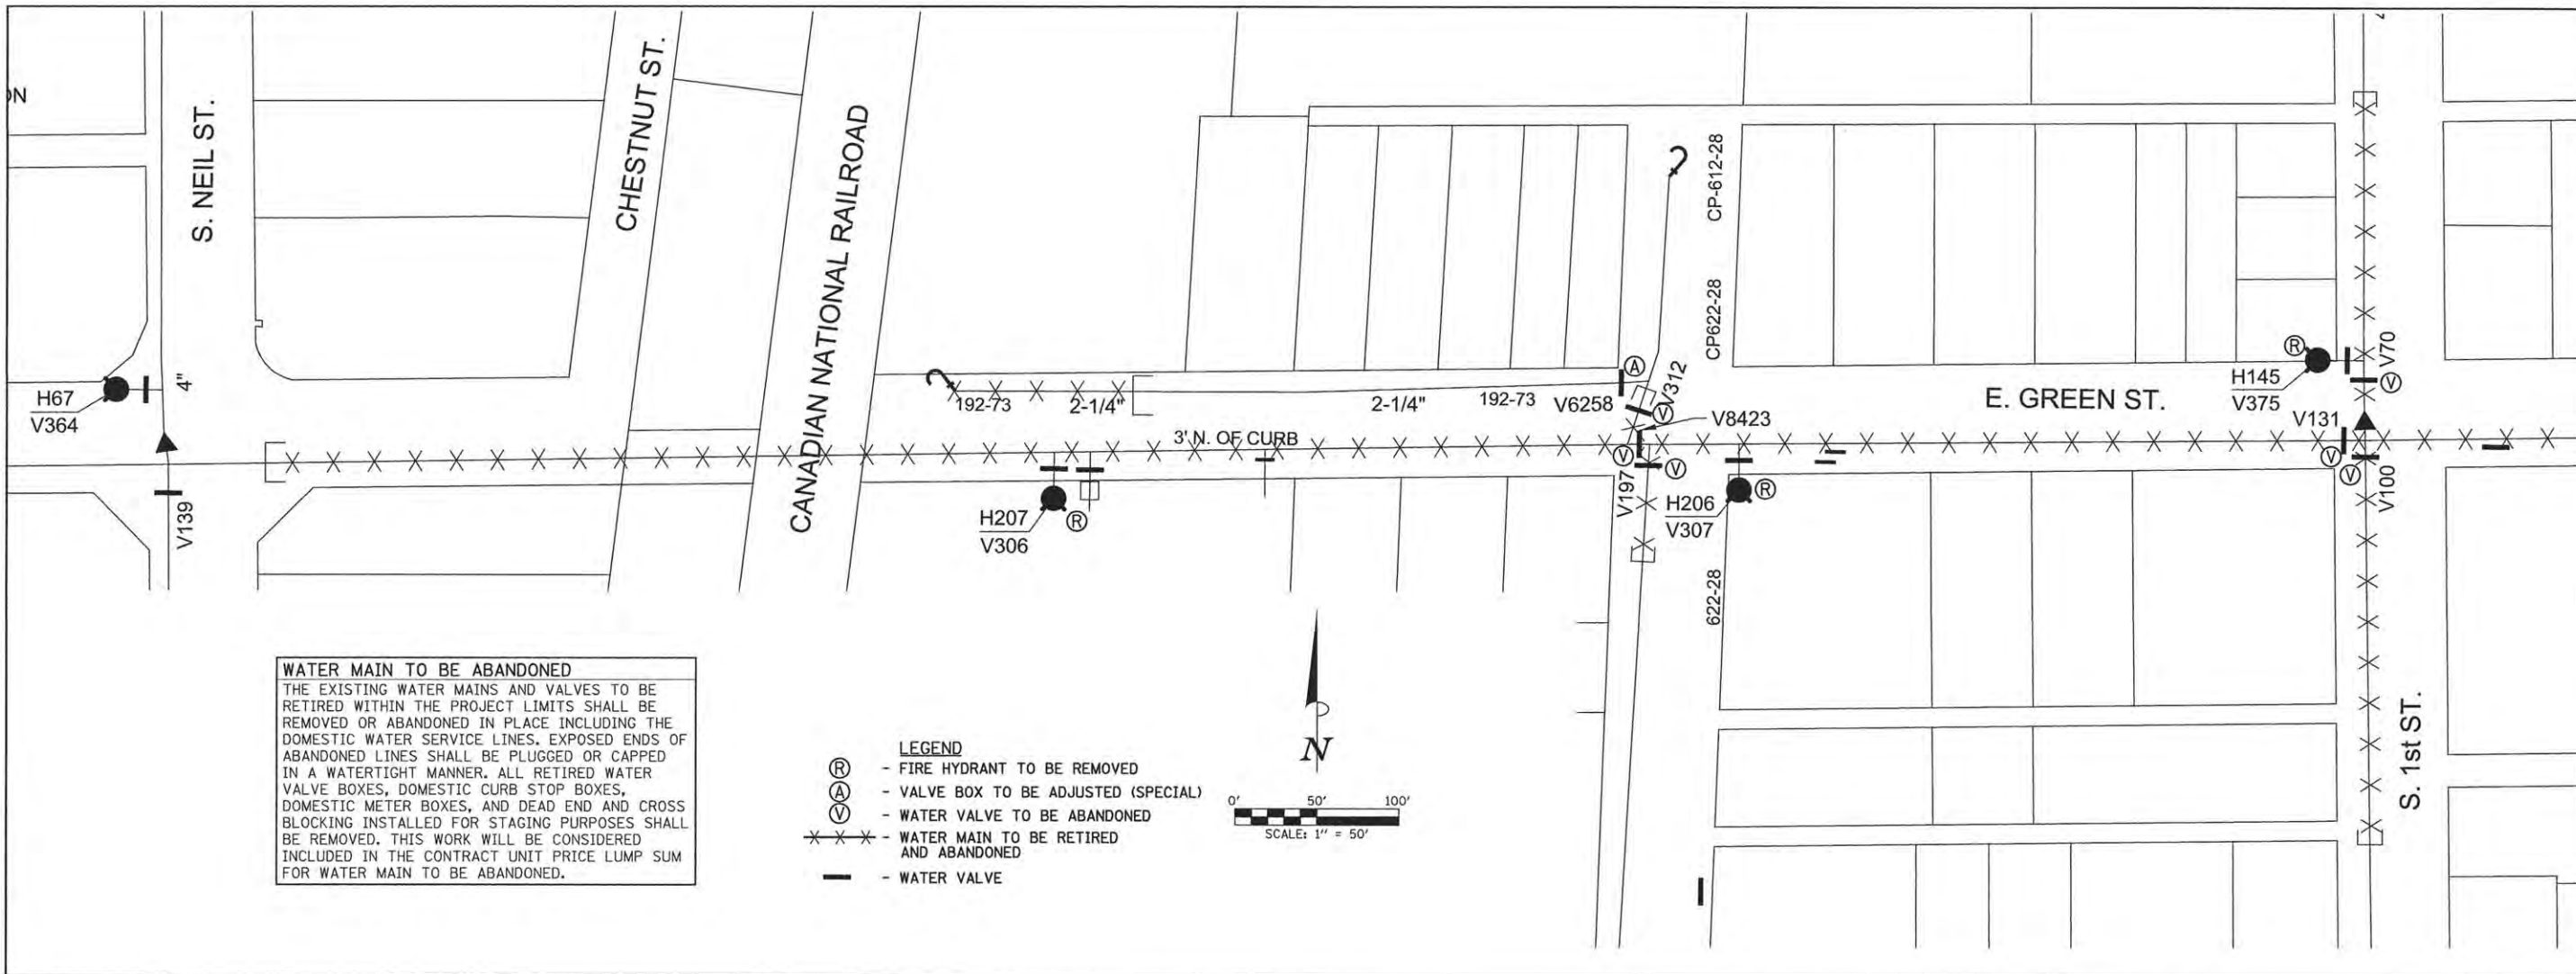 S. NEIL ST.
CHESTNUT ST.
CANADIAN NATIONAL RAILROAD
CP-612-28
CP622-28
H67
V364
4"
V139
192-73
2-1/4"
2-1/4"
192-73
V6258
Ⓐ
V312
Ⓥ
V8423
3' N. OF CURB
E. GREEN ST.
Ⓡ
H145
V375
V70
Ⓥ
V131
Ⓥ
Ⓥ
V100
H207
V306
Ⓡ
Ⓥ
Ⓥ
V197
H206
V307
Ⓡ
622-28
S. 1st ST.
WATER MAIN TO BE ABANDONED
THE EXISTING WATER MAINS AND VALVES TO BE
RETIRED WITHIN THE PROJECT LIMITS SHALL BE
REMOVED OR ABANDONED IN PLACE INCLUDING THE
DOMESTIC WATER SERVICE LINES. EXPOSED ENDS OF
ABANDONED LINES SHALL BE PLUGGED OR CAPPED
IN A WATERTIGHT MANNER. ALL RETIRED WATER
VALVE BOXES, DOMESTIC CURB STOP BOXES,
DOMESTIC METER BOXES, AND DEAD END AND CROSS
BLOCKING INSTALLED FOR STAGING PURPOSES SHALL
BE REMOVED. THIS WORK WILL BE CONSIDERED
INCLUDED IN THE CONTRACT UNIT PRICE LUMP SUM
FOR WATER MAIN TO BE ABANDONED.
LEGEND
Ⓡ - FIRE HYDRANT TO BE REMOVED
Ⓐ - VALVE BOX TO BE ADJUSTED (SPECIAL)
Ⓥ - WATER VALVE TO BE ABANDONED
- WATER MAIN TO BE RETIRED
AND ABANDONED
- WATER VALVE
N
0' 50' 100'
SCALE: 1" = 50'